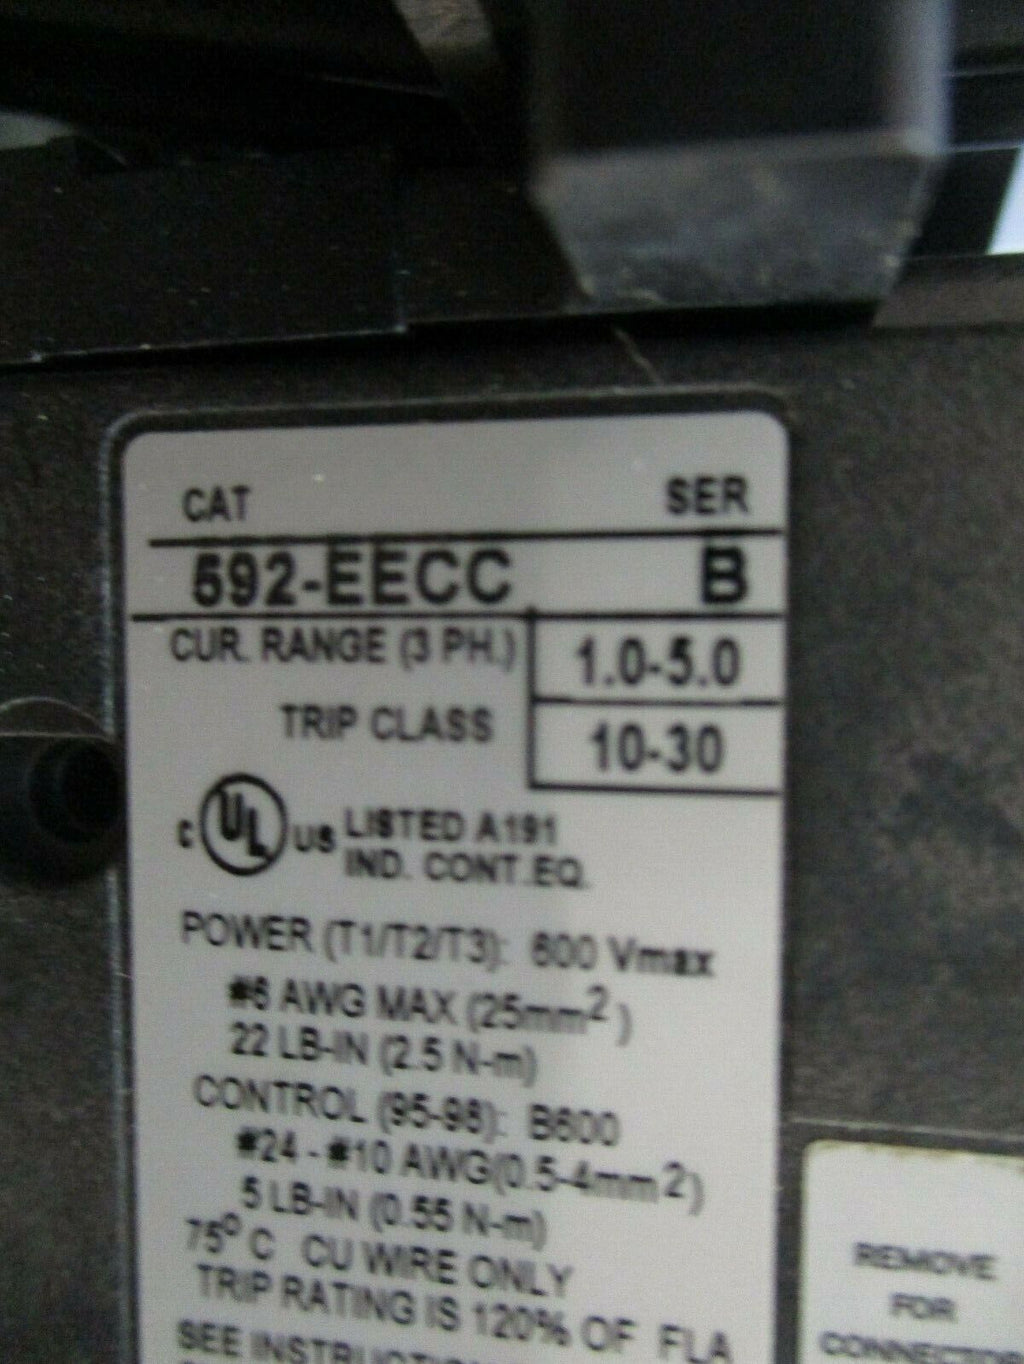 CAT SER
592-EECC B
CUR. RANGE (3 PH.) 1.0-5.0
TRIP CLASS 10-30
C UL US LISTED A191
IND. CONT.EQ.
POWER (T1/T2/T3): 600 Vmax
#6 AWG MAX (25mm²)
22 LB-IN (2.5 N-m)
CONTROL (95-98): B600
#24 - #10 AWG(0.5-4mm²)
5 LB-IN (0.55 N-m)
75° C CU WIRE ONLY
TRIP RATING IS 120% OF FLA
SEE
REMOVE
FOR